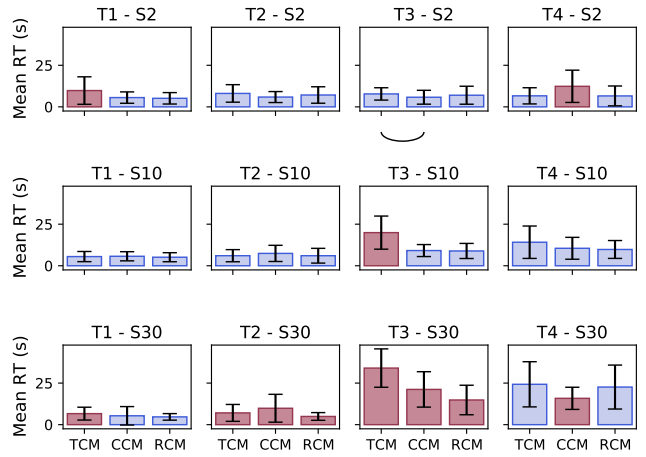 T1 - S2 T2 - S2 T3 - S2 T4 - S2
Mean RT (s)
25
0
T1 - S10 T2 - S10 T3 - S10 T4 - S10
Mean RT (s)
25
0
T1 - S30 T2 - S30 T3 - S30 T4 - S30
Mean RT (s)
25
0
TCM CCM RCM TCM CCM RCM TCM CCM RCM TCM CCM RCM